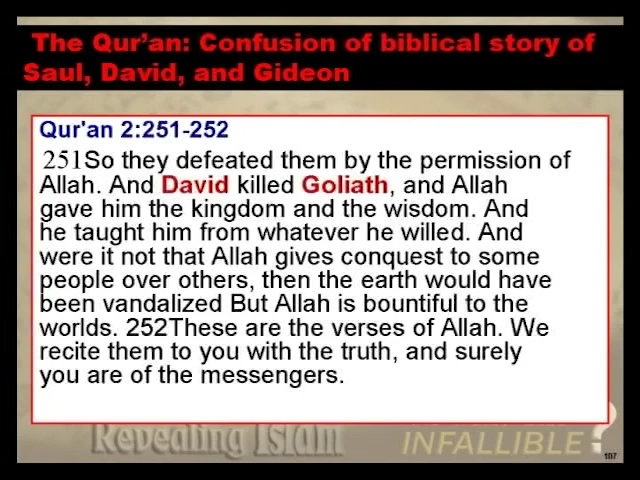 The Qur’an: Confusion of biblical story of
Saul, David, and Gideon
Qur'an 2:251-252
251So they defeated them by the permission of
Allah. And David killed Goliath, and Allah
gave him the kingdom and the wisdom. And
he taught him from whatever he willed. And
were it not that Allah gives conquest to some
people over others, then the earth would have
been vandalized But Allah is bountiful to the
worlds. 252These are the verses of Allah. We
recite them to you with the truth, and surely
you are of the messengers.
Revealing Islam
INFALLIBLE?
107